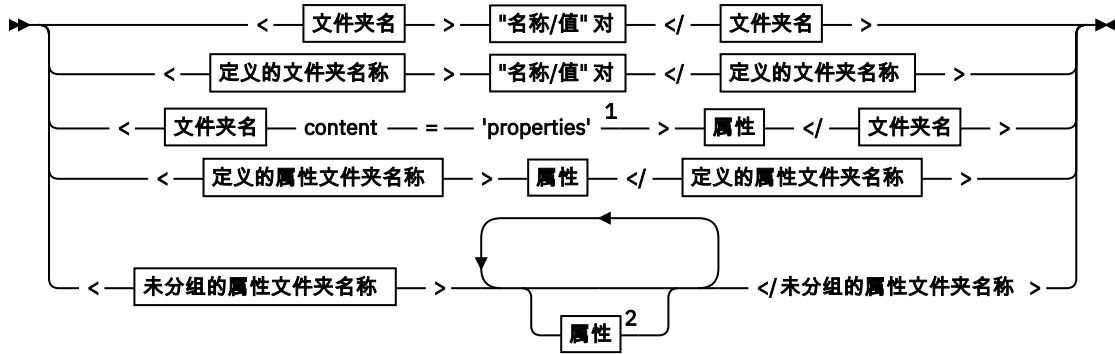 < 文件夹名 > "名称/值" 对 </ 文件夹名 >
< 定义的文件夹名称 > "名称/值" 对 </ 定义的文件夹名称 >
< 文件夹名 content = 'properties' 1 > 属性 </ 文件夹名 >
< 定义的属性文件夹名称 > 属性 </ 定义的属性文件夹名称 >
< 未分组的属性文件夹名称 > </ 未分组的属性文件夹名称 >
属性 2